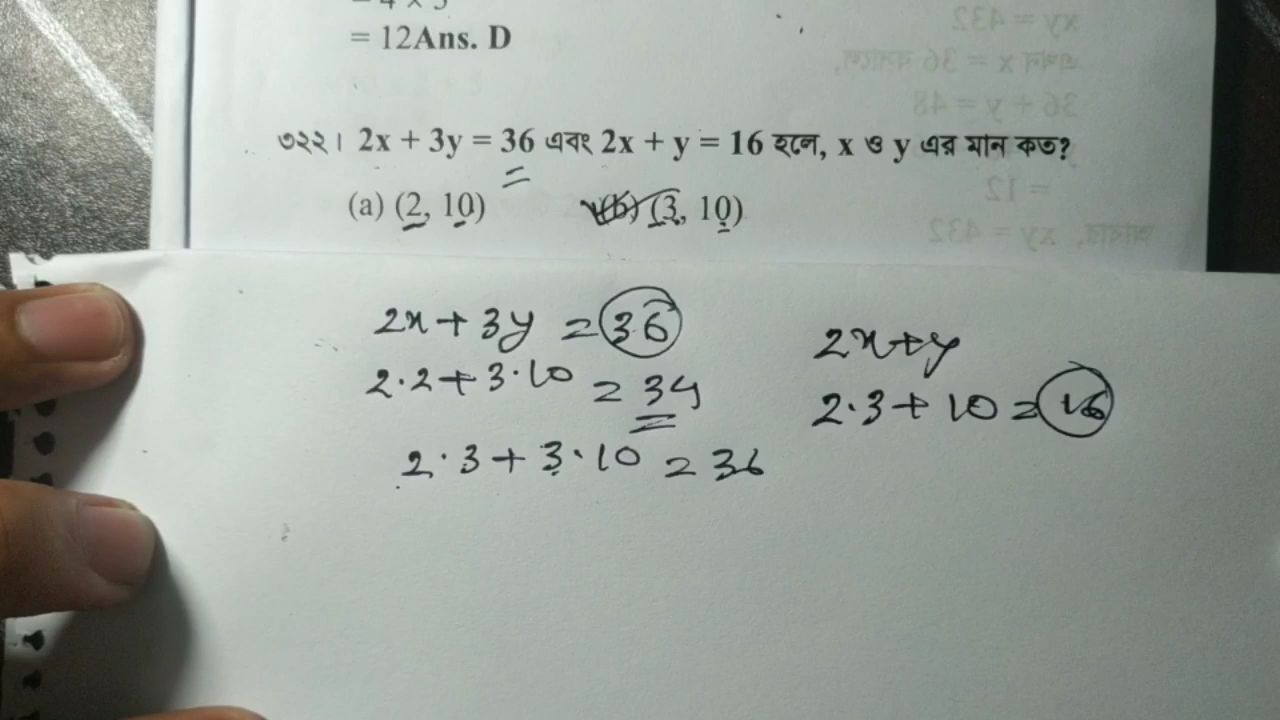 = 12Ans. D
৩২২। 2x + 3y = 36 এবং 2x + y = 16 হলে, x ও y এর মান কত?
(a) (2, 10) (b) (3, 10)
2x + 3y = 36
2x+y
2·2+3·10 = 34
2·3+10 = 16
2·3+3·10 = 36